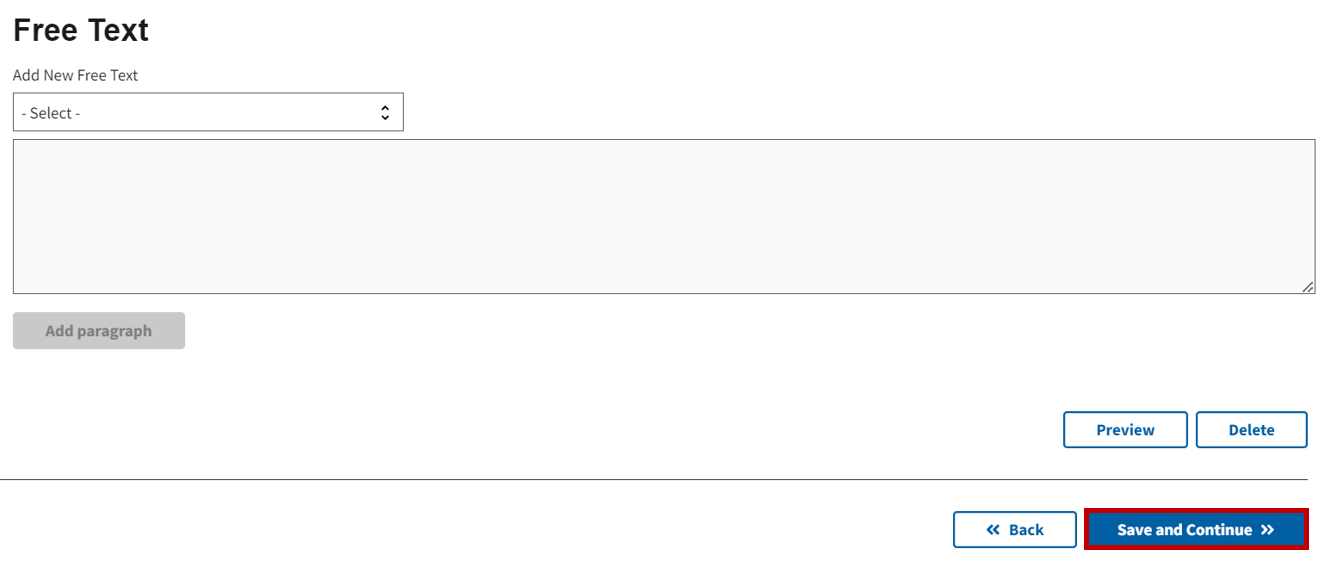 Free Text
Add New Free Text
- Select -
Add paragraph
Preview
Delete
Back
Save and Continue